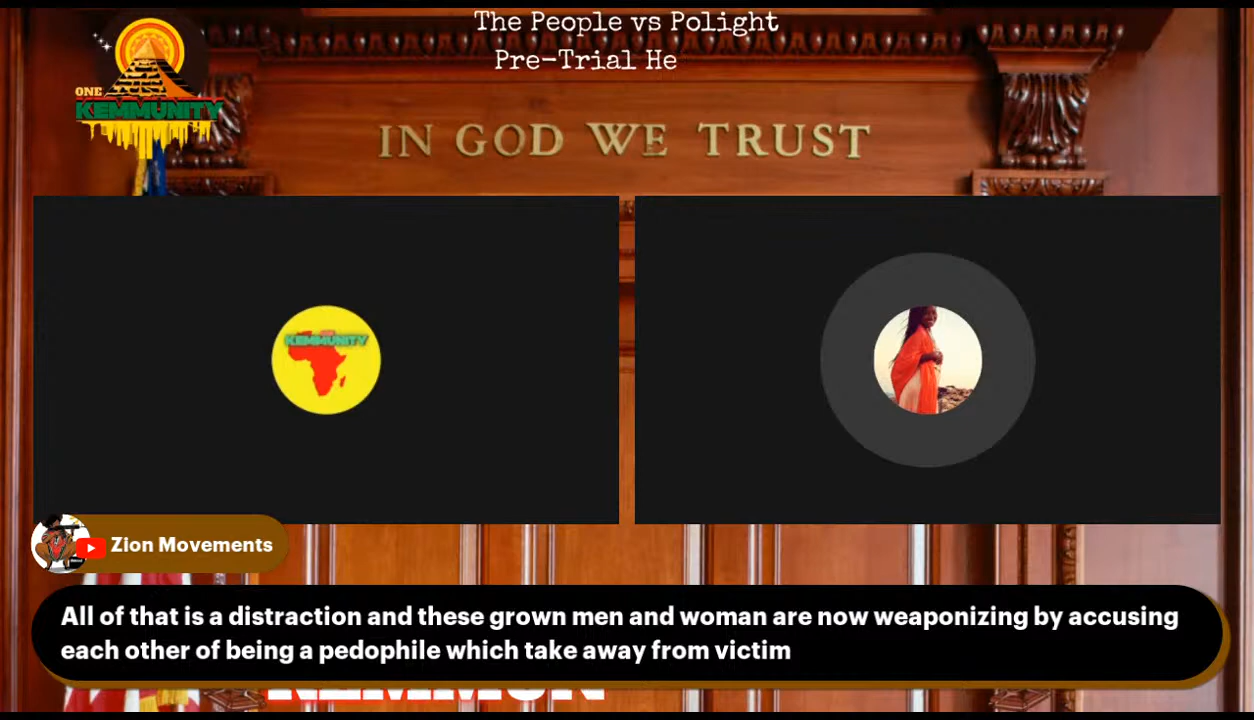 The People vs Polight
Pre-Trial He
ONE
KEMMUNITY
IN GOD WE TRUST
KEMMUNITY
Zion Movements
All of that is a distraction and these grown men and woman are now weaponizing by accusing
each other of being a pedophile which take away from victim